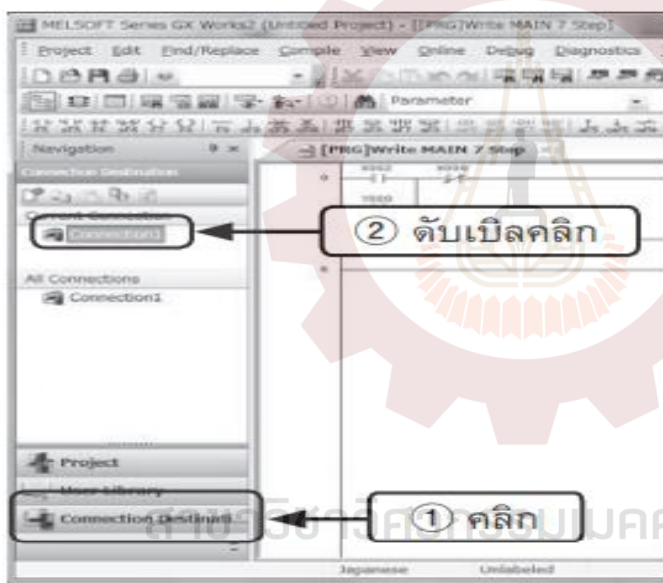 MELSOFT Series GX Works2 (Untitled Project) - [[PRG]Write MAIN 7 Step]
Project Edit Find/Replace Compile View Online Debug Diagnostics
Parameter
Navigation
[PRG]Write MAIN 7 Step
Connection Destination
Current Connection
Connection1
② ดับเบิลคลิก
All Connections
Connection1
Project
User Library
Connection Destinati
① คลิก
Japanese Unlabeled